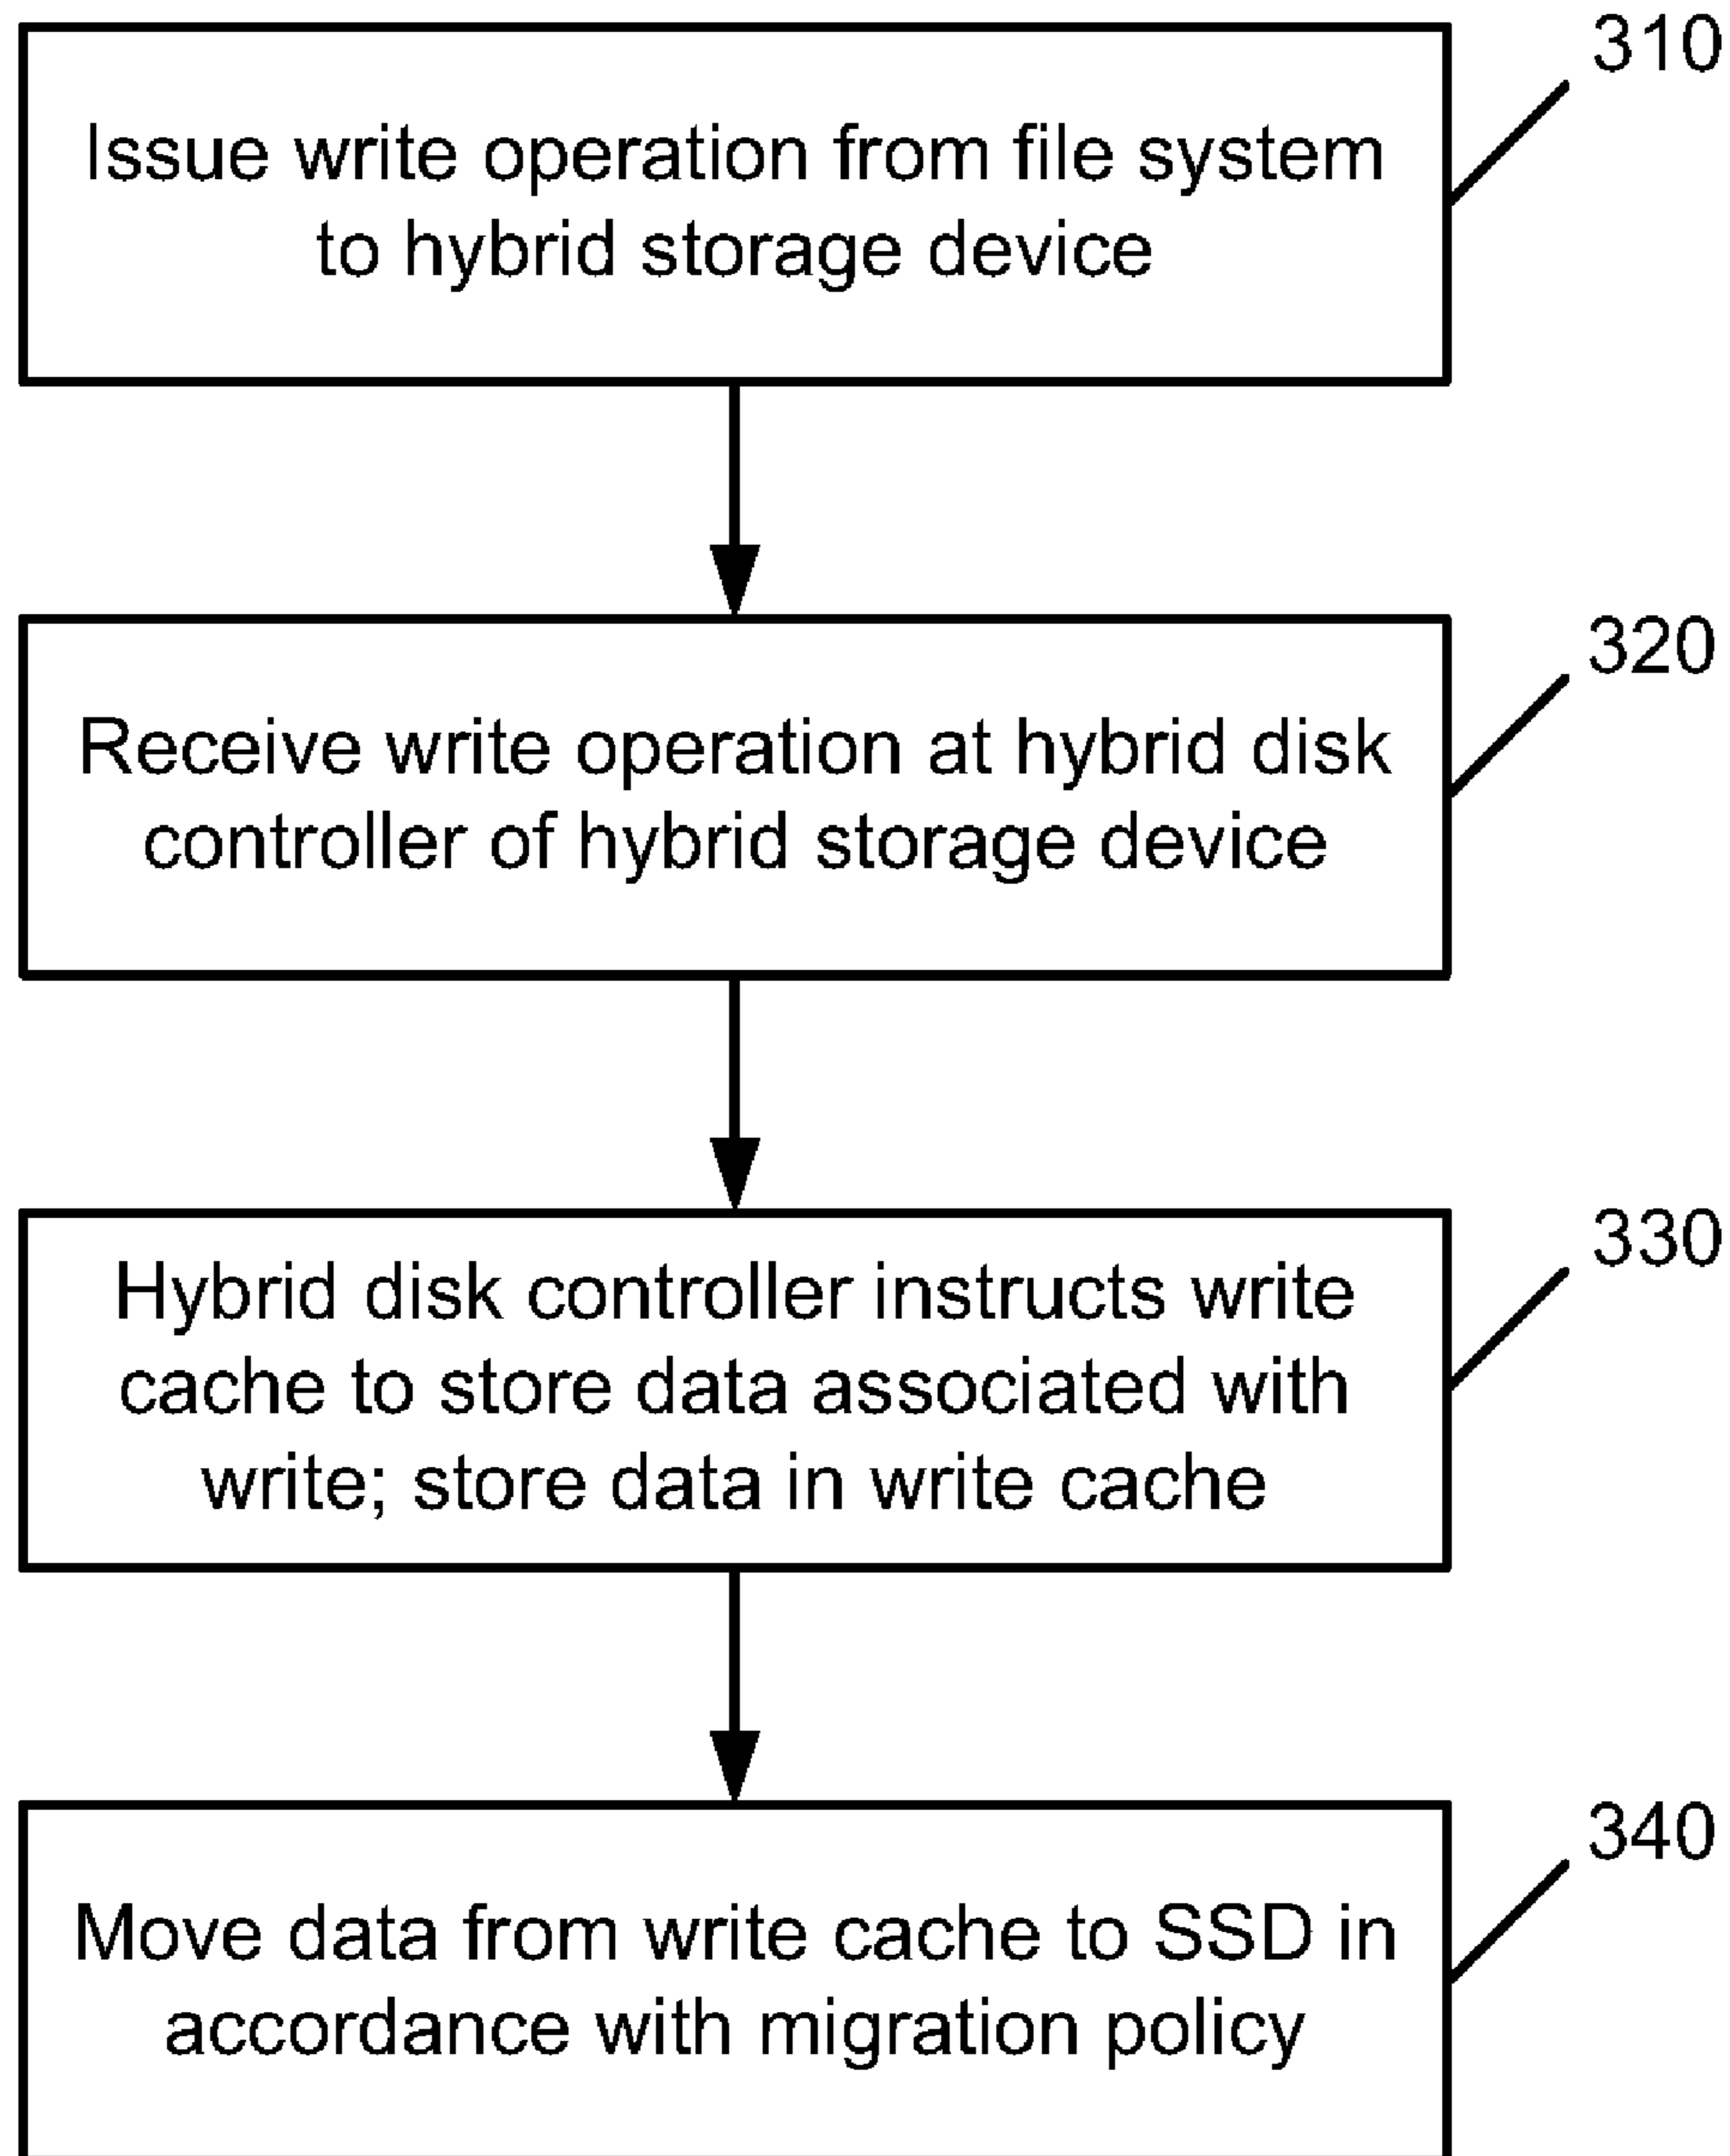 310
Issue write operation from file system
to hybrid storage device
320
Receive write operation at hybrid disk
controller of hybrid storage device
330
Hybrid disk controller instructs write
cache to store data associated with
write; store data in write cache
340
Move data from write cache to SSD in
accordance with migration policy